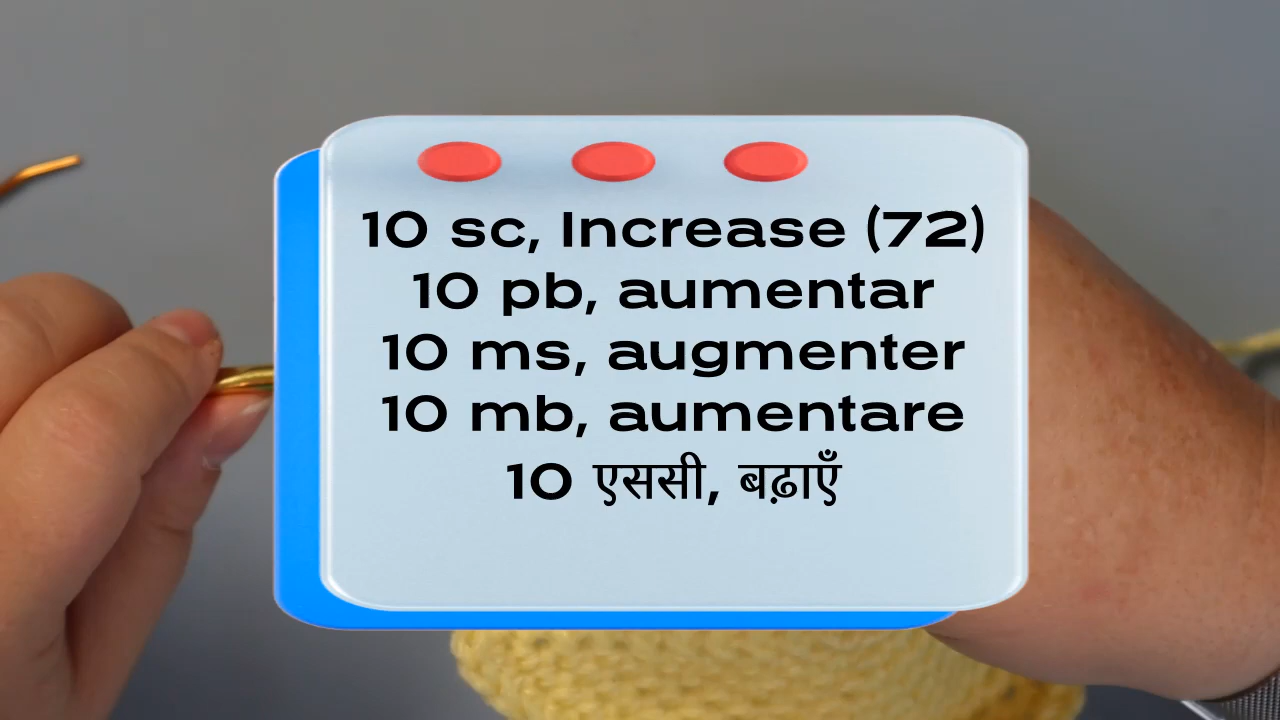 10 sc, Increase (72)
10 pb, aumentar
10 ms, augmenter
10 mb, aumentare
10 एससी, बढ़ाएँ